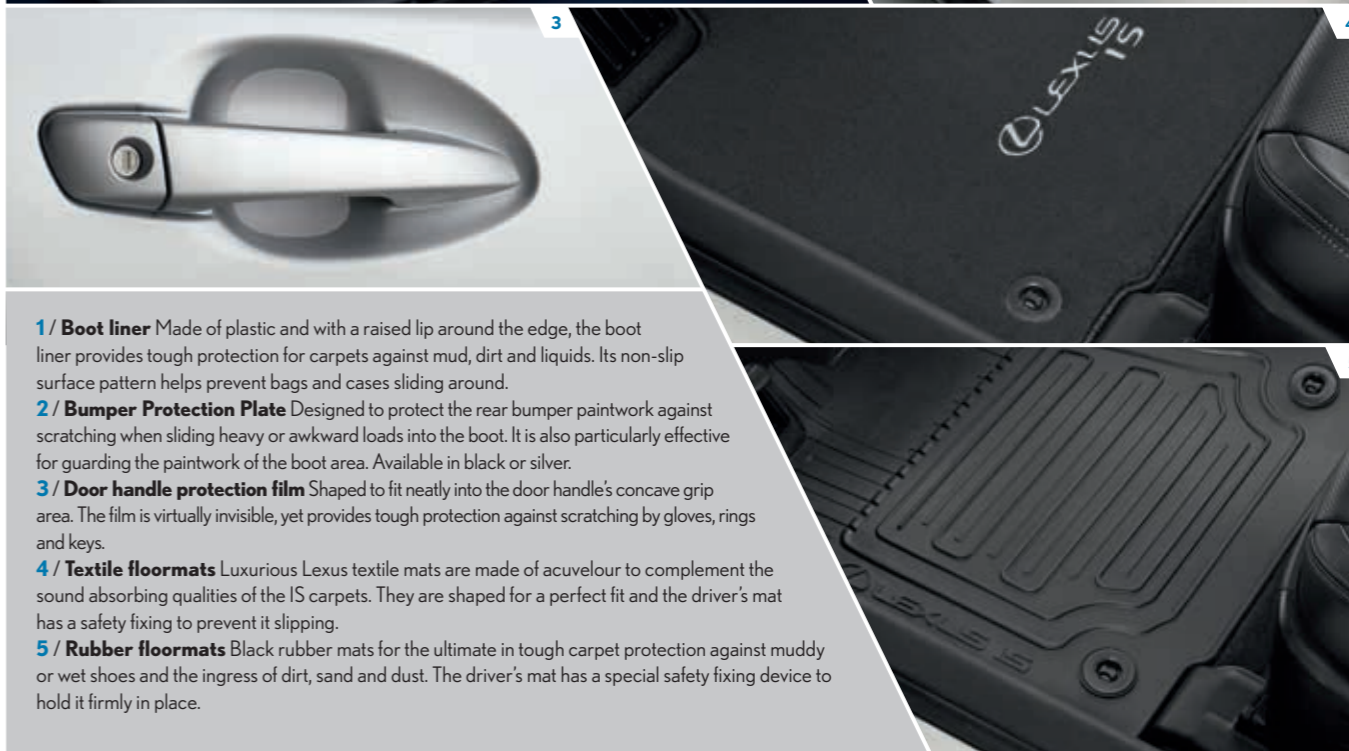 3
4
LEXUS
IS
1 / Boot liner Made of plastic and with a raised lip around the edge, the boot
liner provides tough protection for carpets against mud, dirt and liquids. Its non-slip
surface pattern helps prevent bags and cases sliding around.
2 / Bumper Protection Plate Designed to protect the rear bumper paintwork against
scratching when sliding heavy or awkward loads into the boot. It is also particularly effective
for guarding the paintwork of the boot area. Available in black or silver.
3 / Door handle protection film Shaped to fit neatly into the door handle's concave grip
area. The film is virtually invisible, yet provides tough protection against scratching by gloves, rings
and keys.
4 / Textile floormats Luxurious Lexus textile mats are made of acuvelour to complement the
sound absorbing qualities of the IS carpets. They are shaped for a perfect fit and the driver's mat
has a safety fixing to prevent it slipping.
5 / Rubber floormats Black rubber mats for the ultimate in tough carpet protection against muddy
or wet shoes and the ingress of dirt, sand and dust. The driver's mat has a special safety fixing device to
hold it firmly in place.
LEXUS IS